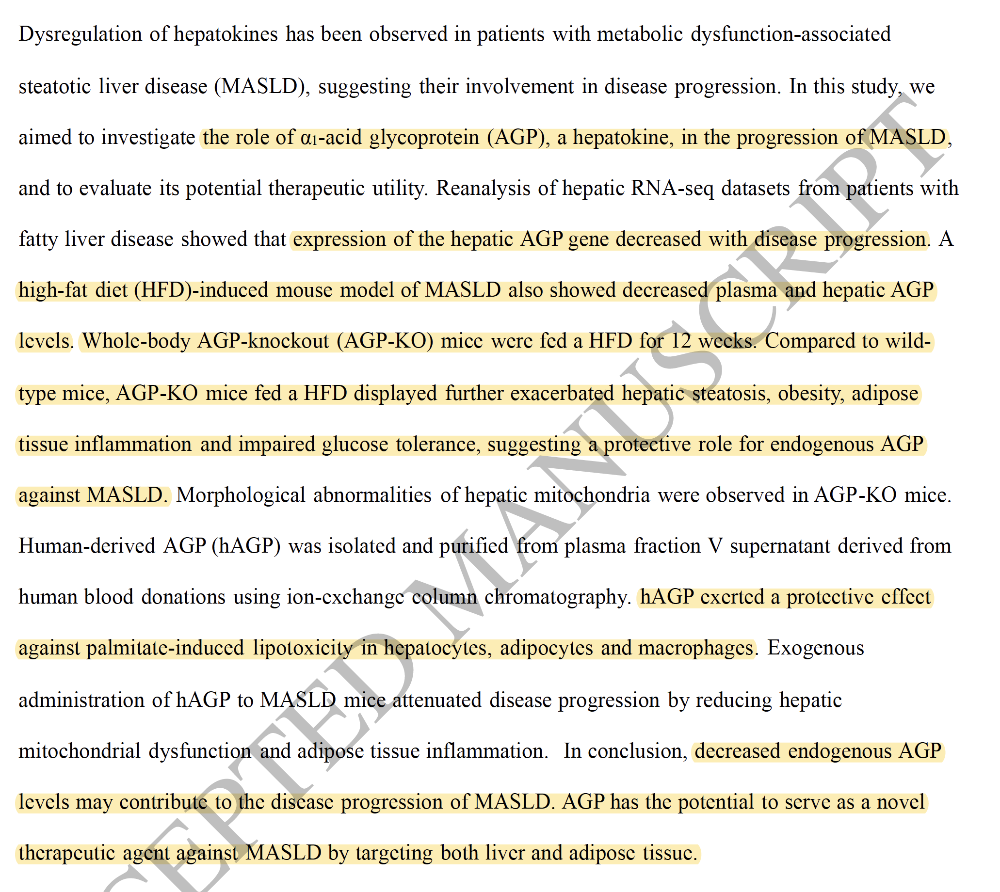 Dysregulation of hepatokines has been observed in patients with metabolic dysfunction-associated
steatotic liver disease (MASLD), suggesting their involvement in disease progression. In this study, we
aimed to investigate the role of α₁-acid glycoprotein (AGP), a hepatokine, in the progression of MASLD,
and to evaluate its potential therapeutic utility. Reanalysis of hepatic RNA-seq datasets from patients with
fatty liver disease showed that expression of the hepatic AGP gene decreased with disease progression. A
high-fat diet (HFD)-induced mouse model of MASLD also showed decreased plasma and hepatic AGP
levels. Whole-body AGP-knockout (AGP-KO) mice were fed a HFD for 12 weeks. Compared to wild-
type mice, AGP-KO mice fed a HFD displayed further exacerbated hepatic steatosis, obesity, adipose
tissue inflammation and impaired glucose tolerance, suggesting a protective role for endogenous AGP
against MASLD. Morphological abnormalities of hepatic mitochondria were observed in AGP-KO mice.
Human-derived AGP (hAGP) was isolated and purified from plasma fraction V supernatant derived from
human blood donations using ion-exchange column chromatography. hAGP exerted a protective effect
against palmitate-induced lipotoxicity in hepatocytes, adipocytes and macrophages. Exogenous
administration of hAGP to MASLD mice attenuated disease progression by reducing hepatic
mitochondrial dysfunction and adipose tissue inflammation. In conclusion, decreased endogenous AGP
levels may contribute to the disease progression of MASLD. AGP has the potential to serve as a novel
therapeutic agent against MASLD by targeting both liver and adipose tissue.
CEPTED MANUSCRIPT